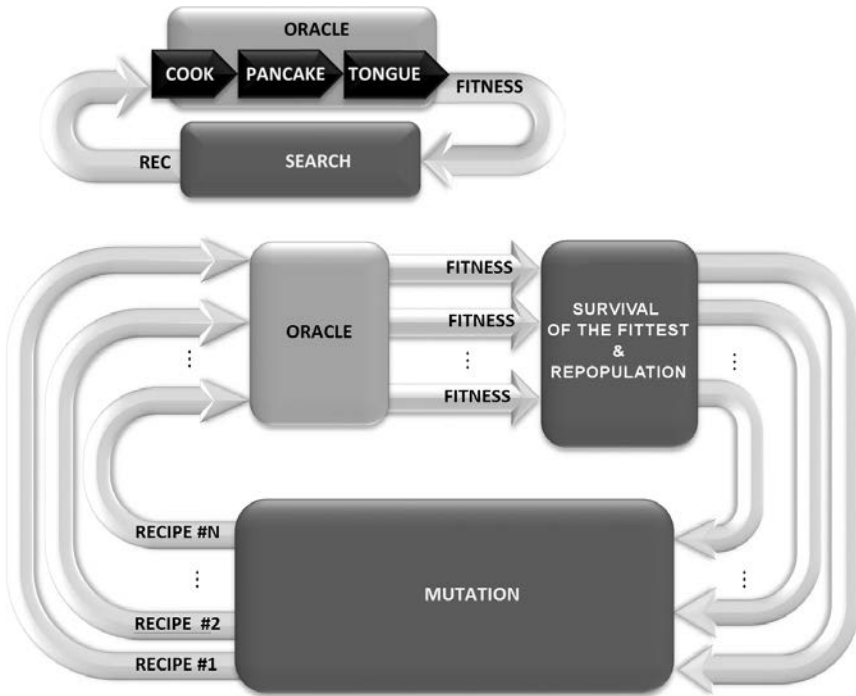 ORACLE
COOK PANCAKE TONGUE
FITNESS
REC
SEARCH
FITNESS
FITNESS
⋮
FITNESS
ORACLE
⋮
SURVIVAL
OF THE FITTEST
&
REPOPULATION
⋮
RECIPE #N
⋮
RECIPE #2
RECIPE #1
MUTATION
⋮